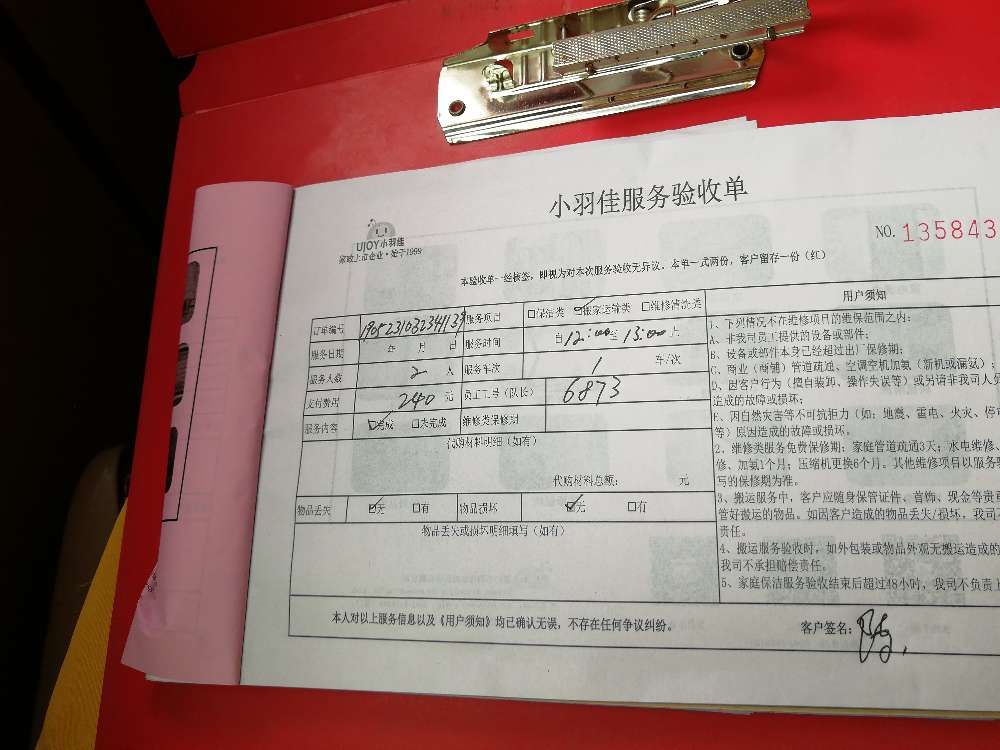 小羽佳服务验收单
UJOY小羽佳
家政上市企业·始于1999
NO. 135843
本验收单一经核签，即视为对本次服务验收无异议。本单一式两份，客户留存一份（红）
订单编号 服务项目 保洁类 搬家运输类 维修清洗类
服务日期 年 月 日 服务时间 自12:00至15:00止
服务人数 2 人 服务车次 1 车/次
支付费用 240 元 员工工号（队长） 6873
服务内容 完成 未完成 维修类保修期
代购材料明细（如有）
代购材料总额： 元
物品丢失 无 有 物品损坏 无 有
物品丢失或损坏明细填写（如有）
用户须知
1、下列情况不在维修项目的维保范围之内：
A、非我司员工提供的设备或部件；
B、设备或部件本身已经超过出厂保修期；
C、商业（商铺）管道疏通、空调空机加氨（新机或漏氨）；
D、因客户行为（擅自装卸、操作失误等）或另请非我司人
造成的故障或损坏；
E、因自然灾害等不可抗拒力（如：地震、雷电、火灾、停
等）原因造成的故障或损坏。
2、维修类服务免费保修期：家庭管道疏通3天；水电维修、
修、加氨1个月；压缩机更换6个月。其他维修项目以服务
写的保修期为准。
3、搬运服务中，客户应随身保管证件、首饰、现金等贵
管好搬运的物品。如因客户造成的物品丢失/损坏，我司
责任。
4、搬运服务验收时，如外包装或物品外观无搬运造成的
我司不承担赔偿责任。
5、家庭保洁服务验收结束后超过48小时，我司不负责
本人对以上服务信息以及《用户须知》均已确认无误，不存在任何争议纠纷。 客户签名：